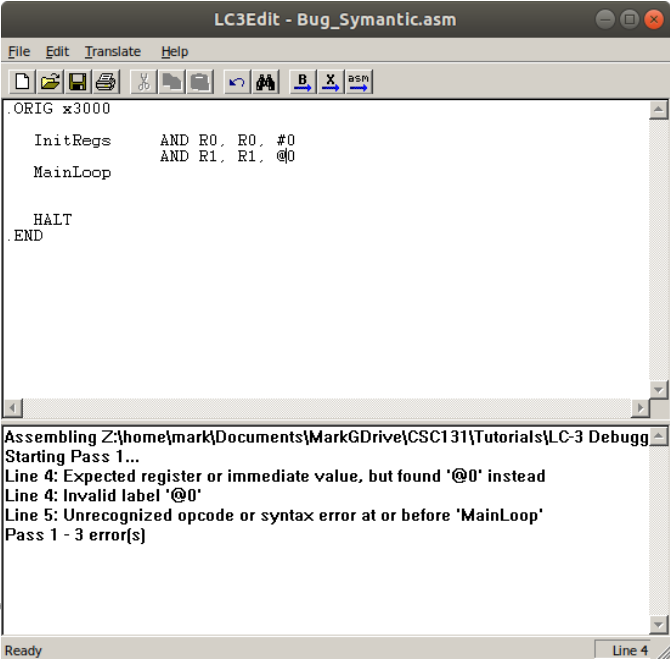 LC3Edit - Bug_Symantic.asm
File Edit Translate Help
B X asm
.ORIG x3000
InitRegs AND R0, R0, #0
AND R1, R1, @0
MainLoop
HALT
.END
Assembling Z:\home\mark\Documents\MarkGDrive\CSC131\Tutorials\LC-3 Debugg
Starting Pass 1...
Line 4: Expected register or immediate value, but found '@0' instead
Line 4: Invalid label '@0'
Line 5: Unrecognized opcode or syntax error at or before 'MainLoop'
Pass 1 - 3 error(s)
Ready Line 4